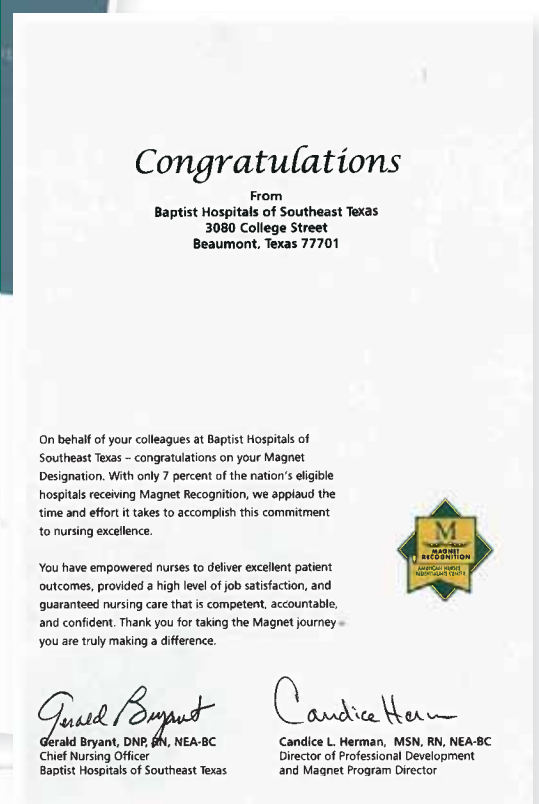 Congratulations
From
Baptist Hospitals of Southeast Texas
3080 College Street
Beaumont, Texas 77701
On behalf of your colleagues at Baptist Hospitals of
Southeast Texas – congratulations on your Magnet
Designation. With only 7 percent of the nation's eligible
hospitals receiving Magnet Recognition, we applaud the
time and effort it takes to accomplish this commitment
to nursing excellence.
You have empowered nurses to deliver excellent patient
outcomes, provided a high level of job satisfaction, and
guaranteed nursing care that is competent, accountable,
and confident. Thank you for taking the Magnet journey –
you are truly making a difference.
M
MAGNET
RECOGNITION
AMERICAN NURSES
CREDENTIALING CENTER
Gerald Bryant
Gerald Bryant, DNP, RN, NEA-BC
Chief Nursing Officer
Baptist Hospitals of Southeast Texas
Candice Herm
Candice L. Herman, MSN, RN, NEA-BC
Director of Professional Development
and Magnet Program Director